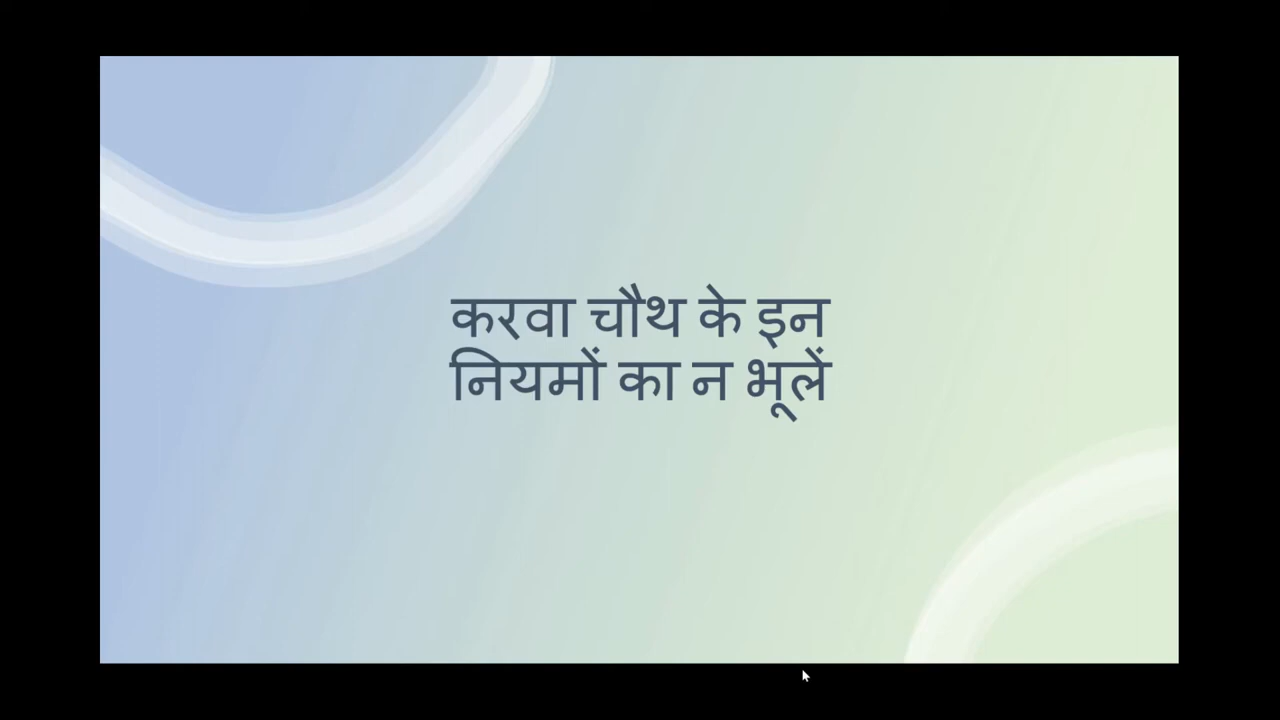 करवा चौथ के इन
नियमों का न भूलें